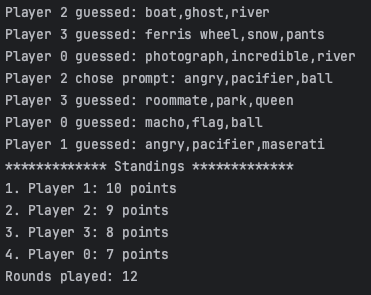 Player 2 guessed: boat,ghost,river
Player 3 guessed: ferris wheel,snow,pants
Player 0 guessed: photograph,incredible,river
Player 2 chose prompt: angry,pacifier,ball
Player 3 guessed: roommate,park,queen
Player 0 guessed: macho,flag,ball
Player 1 guessed: angry,pacifier,maserati
************* Standings *************
1. Player 1: 10 points
2. Player 2: 9 points
3. Player 3: 8 points
4. Player 0: 7 points
Rounds played: 12